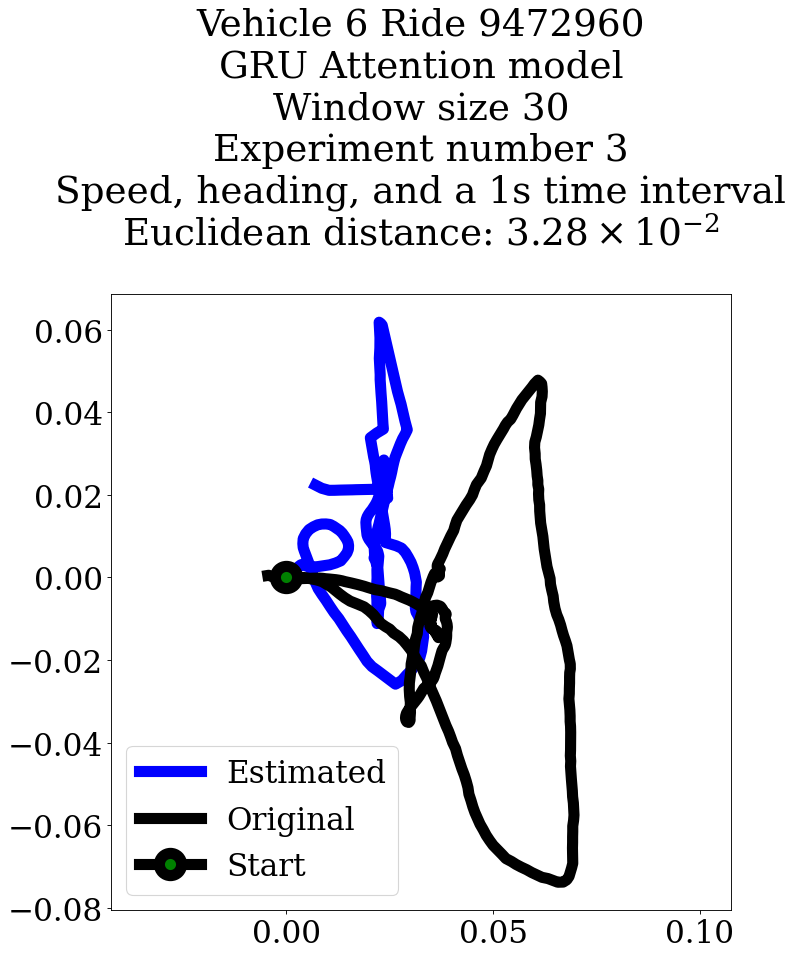 Vehicle 6 Ride 9472960
GRU Attention model
Window size 30
Experiment number 3
Speed, heading, and a 1s time interval
Euclidean distance: 3.28 × 10⁻²
0.06
0.04
0.02
0.00
−0.02
−0.04
−0.06
−0.08
Estimated
Original
Start
0.00 0.05 0.10